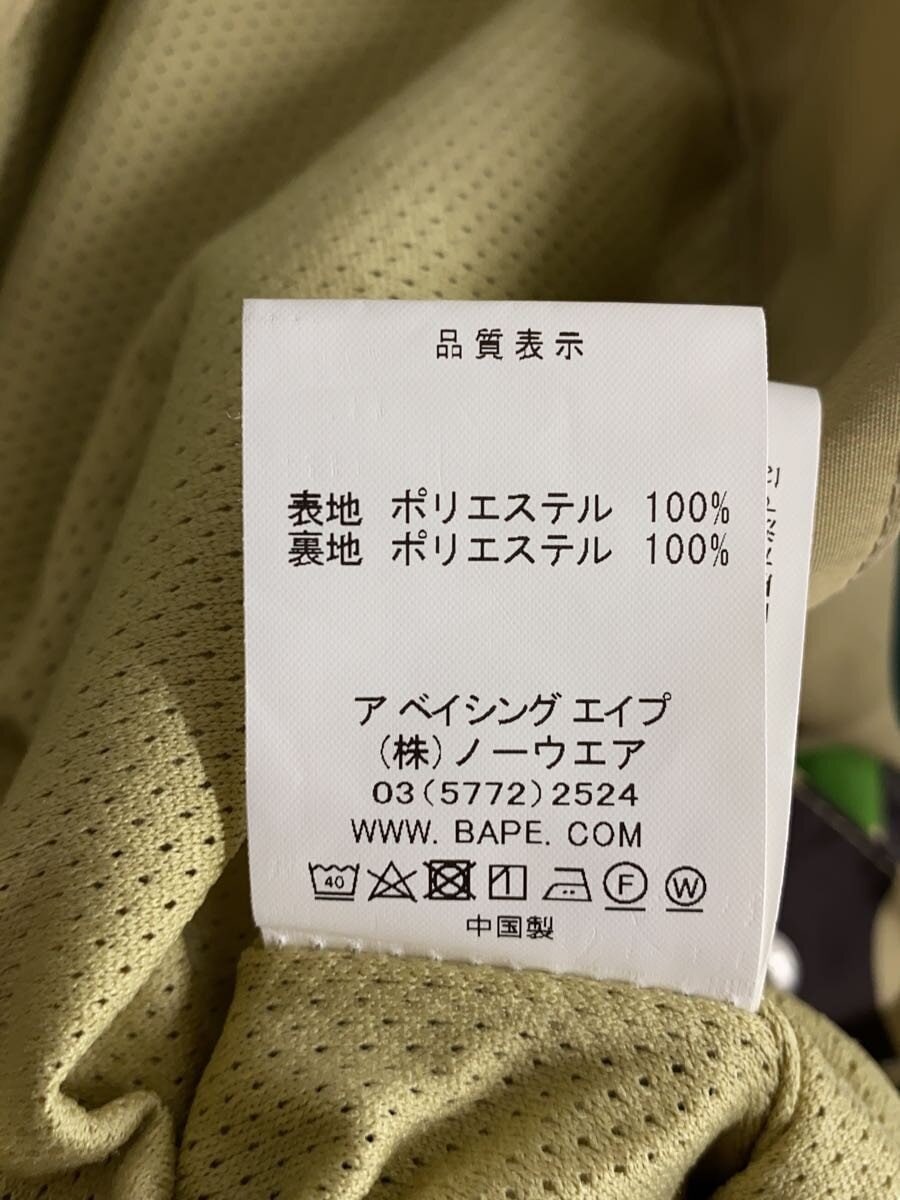 品質表示
表地 ポリエステル 100%
裏地 ポリエステル 100%
ア ベイシング エイプ
(株)ノーウエア
03(5772)2524
WWW. BAPE. COM
40 F W
中国製